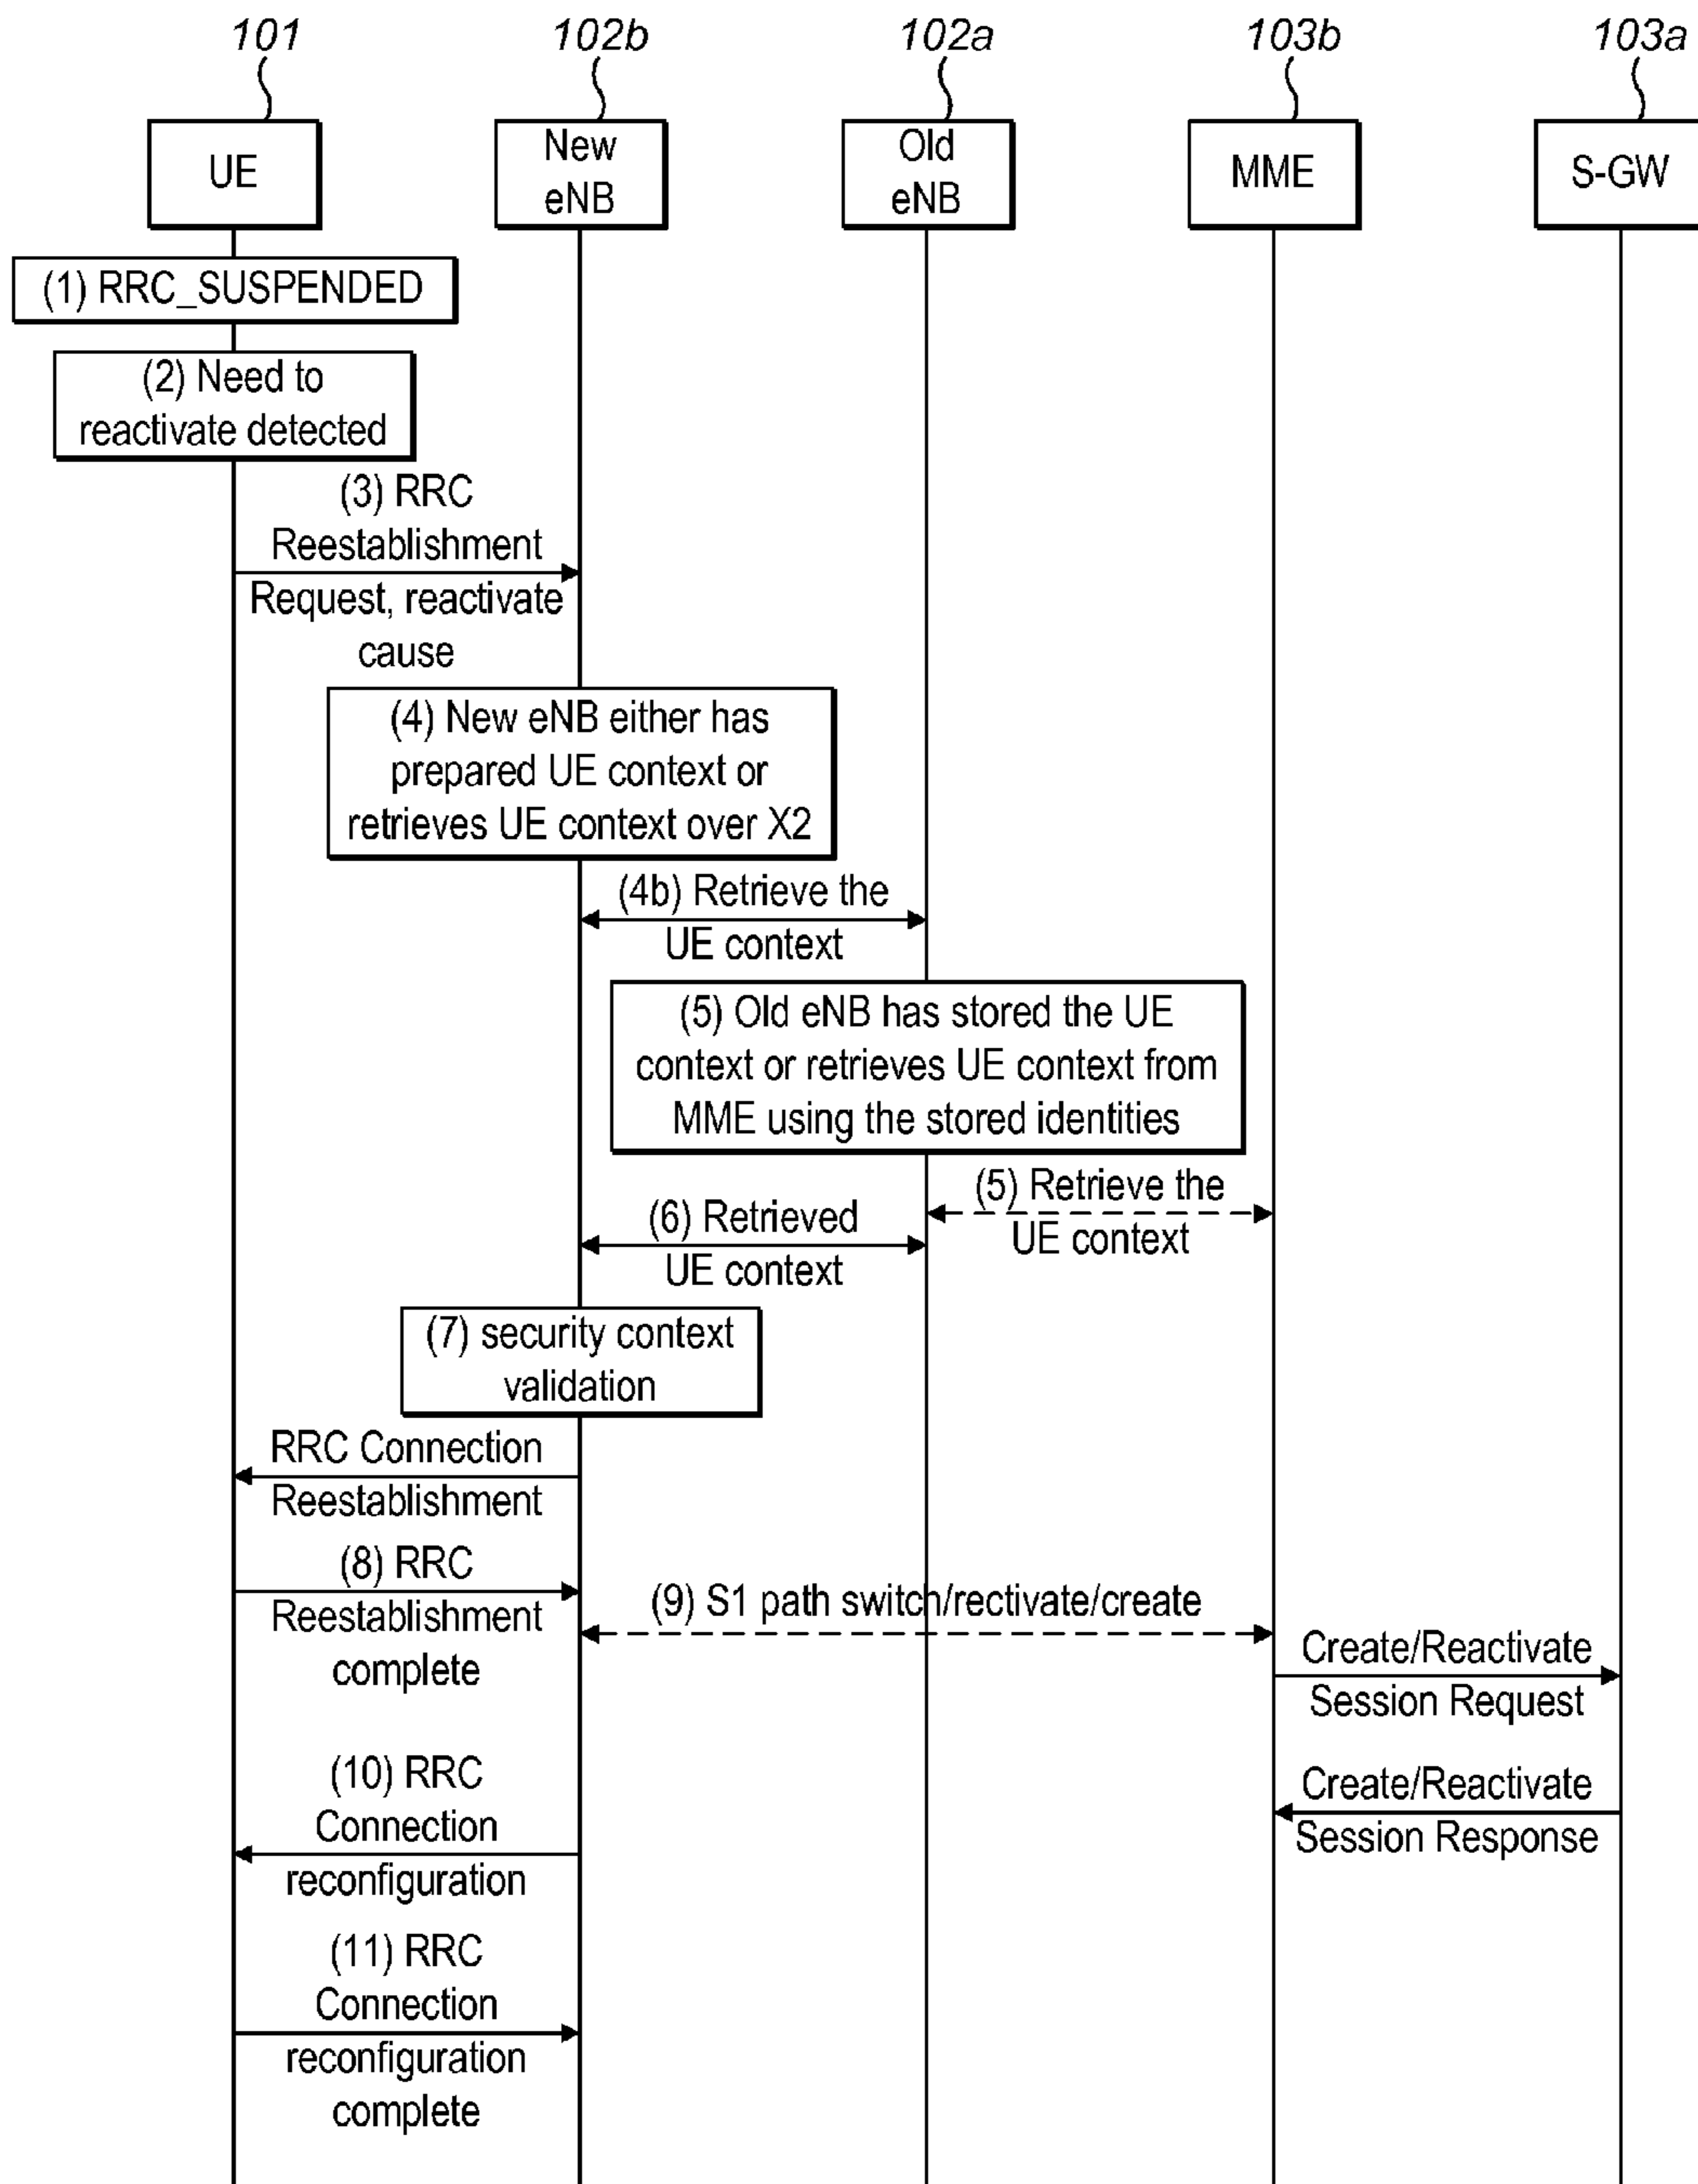 101
102b
102a
103b
103a
UE
New
eNB
Old
eNB
MME
S-GW
(1) RRC_SUSPENDED
(2) Need to
reactivate detected
(3) RRC
Reestablishment
Request, reactivate
cause
(4) New eNB either has
prepared UE context or
retrieves UE context over X2
(4b) Retrieve the
UE context
(5) Old eNB has stored the UE
context or retrieves UE context from
MME using the stored identities
(5) Retrieve the
UE context
(6) Retrieved
UE context
(7) security context
validation
RRC Connection
Reestablishment
(8) RRC
Reestablishment
complete
(9) S1 path switch/rectivate/create
Create/Reactivate
Session Request
Create/Reactivate
Session Response
(10) RRC
Connection
reconfiguration
(11) RRC
Connection
reconfiguration
complete